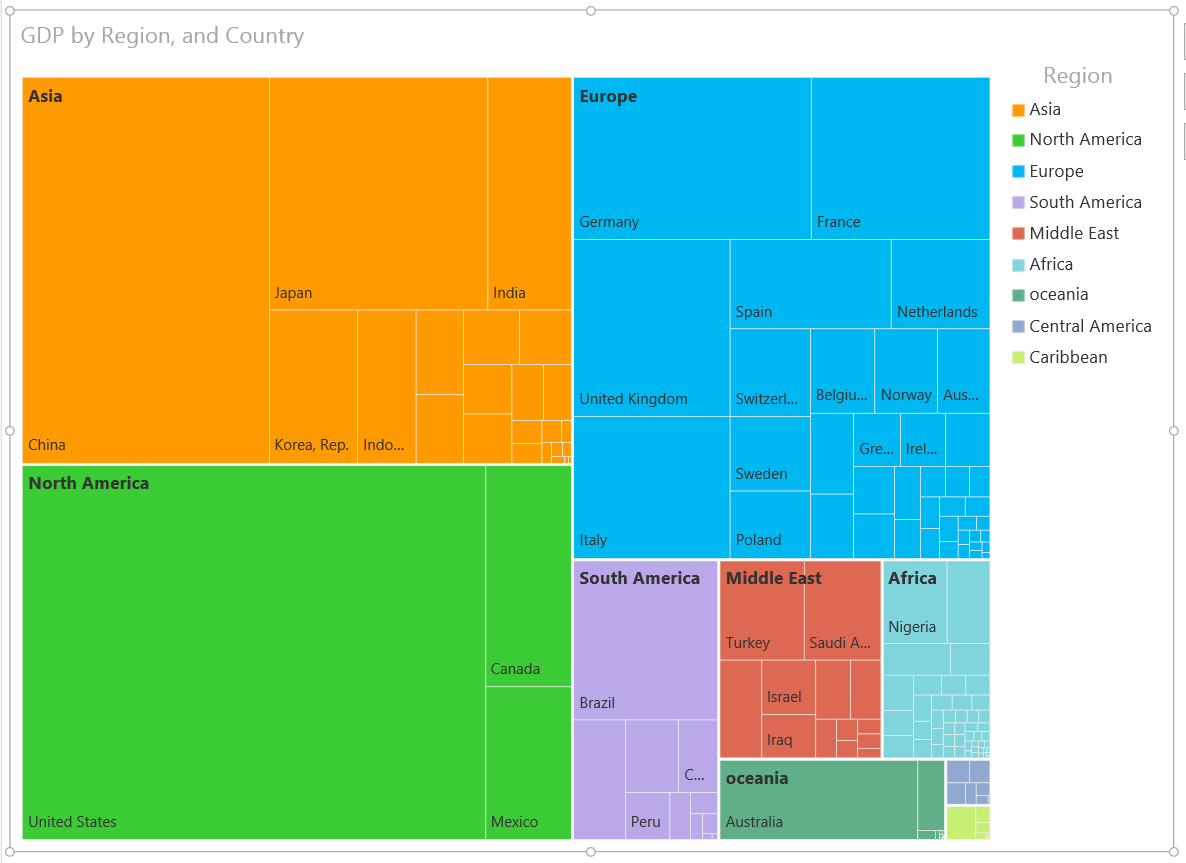 GDP by Region, and Country
Asia
China
Japan
India
Korea, Rep.
Indo...
North America
United States
Canada
Mexico
Europe
Germany
France
United Kingdom
Spain
Netherlands
Switzerl...
Belgiu...
Norway
Aus...
Italy
Sweden
Poland
Gre...
Irel...
South America
Brazil
C...
Peru
Middle East
Turkey
Saudi A...
Israel
Iraq
Africa
Nigeria
oceania
Australia
Region
Asia
North America
Europe
South America
Middle East
Africa
oceania
Central America
Caribbean